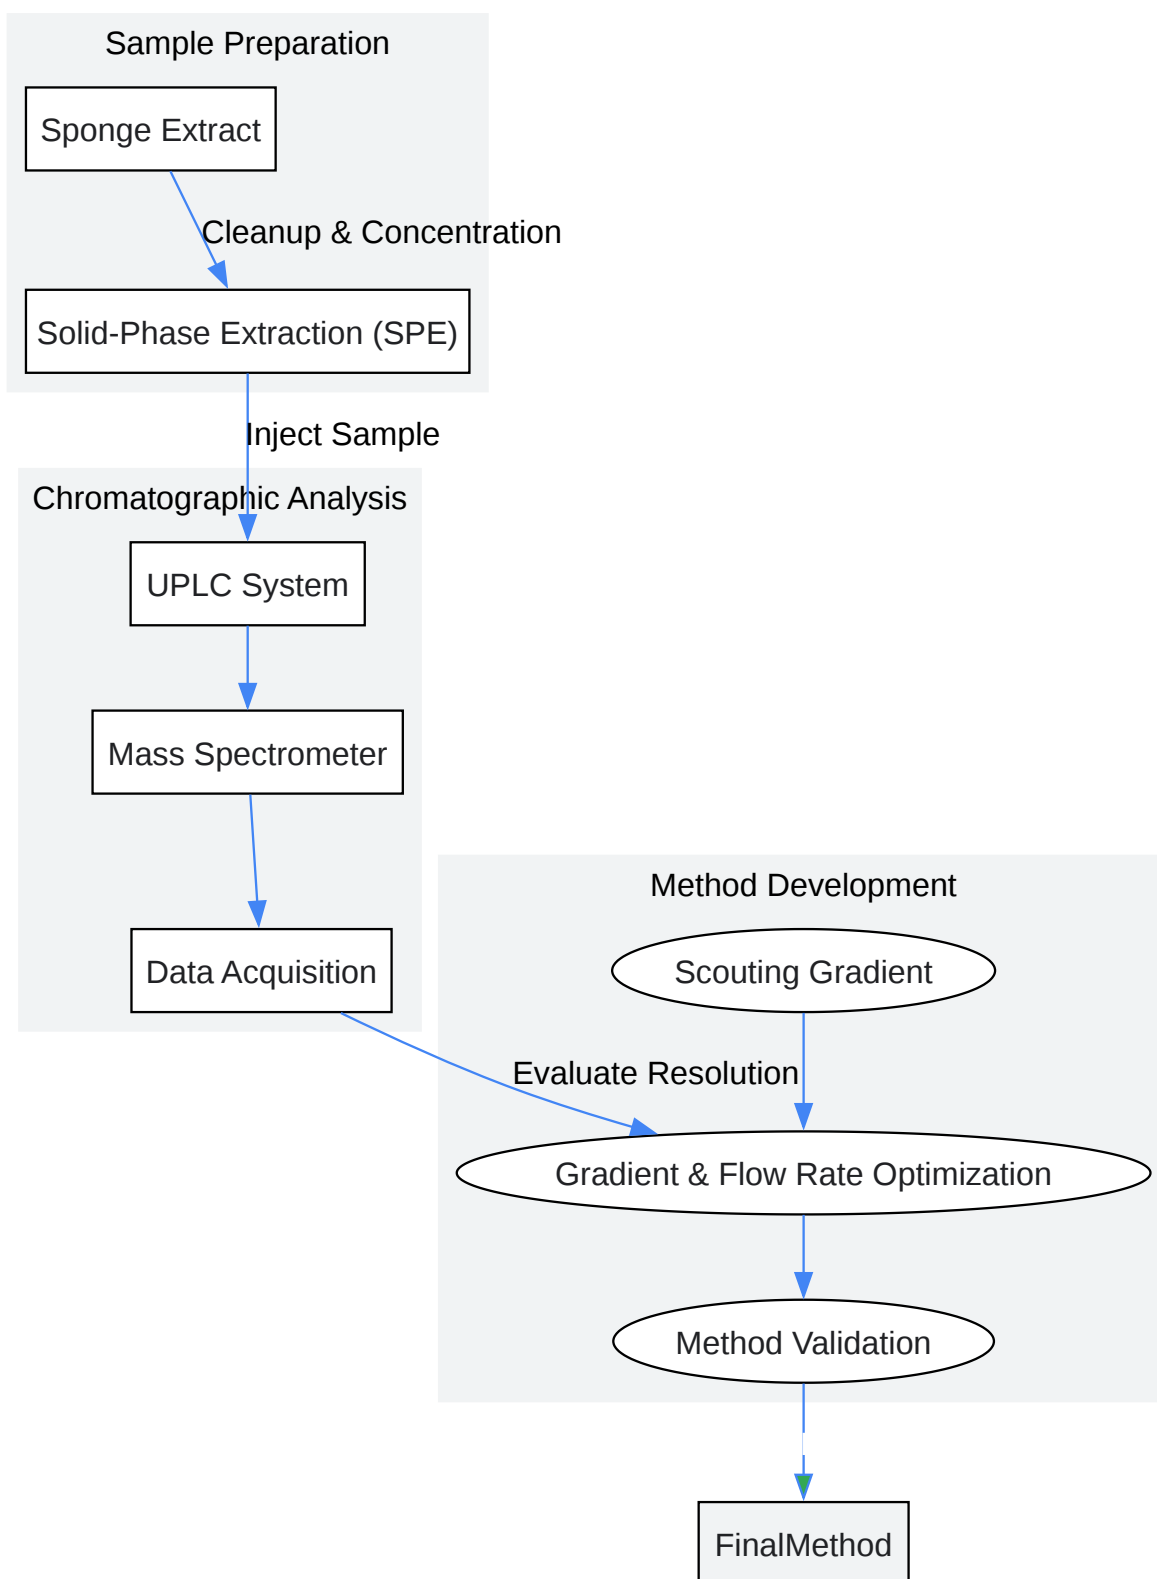 Sample Preparation
Sponge Extract
Cleanup & Concentration
Solid-Phase Extraction (SPE)
Inject Sample
Chromatographic Analysis
UPLC System
Mass Spectrometer
Data Acquisition
Method Development
Scouting Gradient
Evaluate Resolution
Gradient & Flow Rate Optimization
Method Validation
FinalMethod